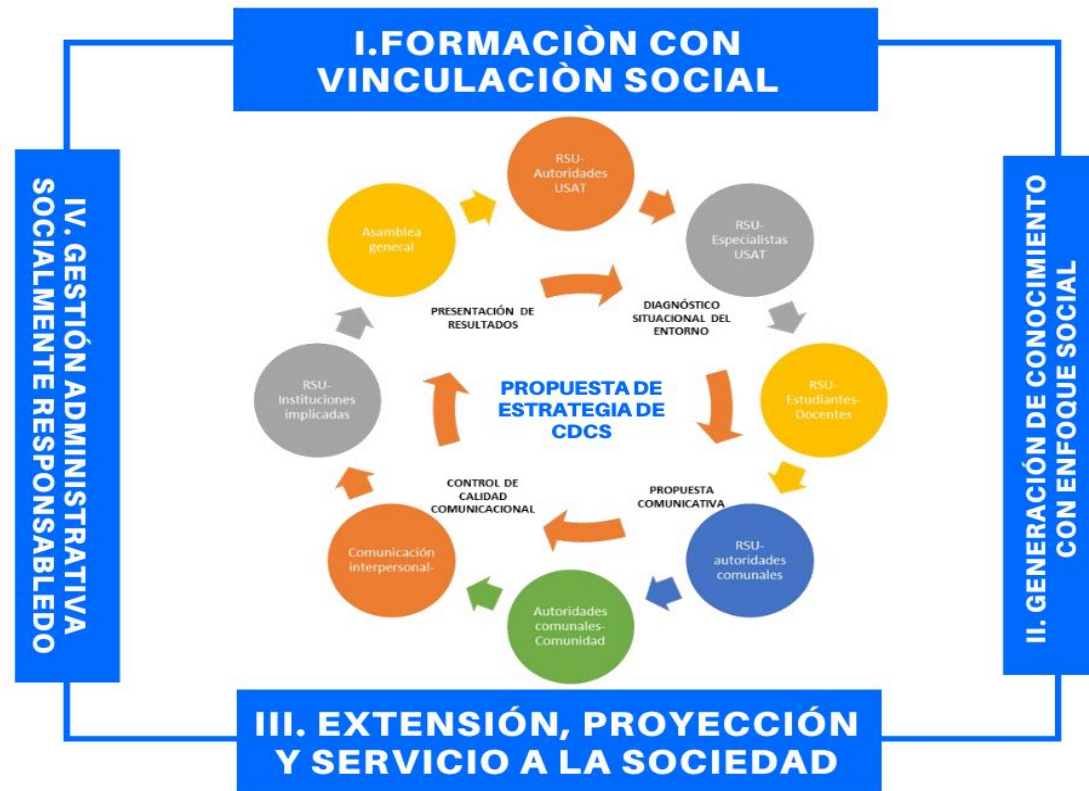 I.FORMACIÒN CON
VINCULACIÒN SOCIAL
IV. GESTIÓN ADMINISTRATIVA
SOCIALMENTE RESPONSABLEDO
II. GENERACIÓN DE CONOCIMIENTO
CON ENFOQUE SOCIAL
RSU-
Autoridades
USAT
RSU-
Especialistas
USAT
RSU-
Estudiantes-
Docentes
RSU-
autoridades
comunales
Autoridades
comunales-
Comunidad
Comunicación
interpersonal-
RSU-
Instituciones
implicadas
Asamblea
general
PRESENTACIÓN DE
RESULTADOS
DIAGNÓSTICO
SITUACIONAL DEL
ENTORNO
PROPUESTA DE
ESTRATEGIA DE
CDCS
CONTROL DE
CALIDAD
COMUNICACIONAL
PROPUESTA
COMUNICATIVA
III. EXTENSIÓN, PROYECCIÓN
Y SERVICIO A LA SOCIEDAD